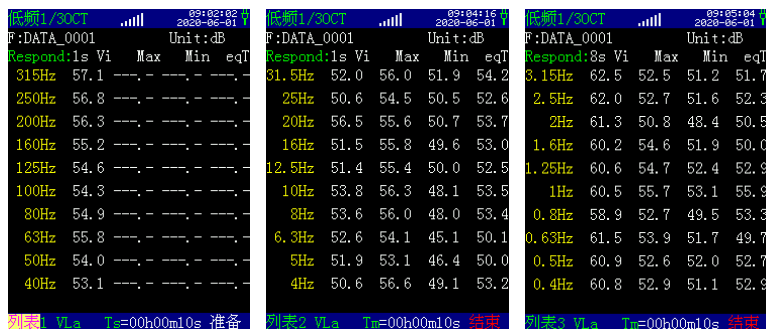 低频1/3OCT 09:02:02 2020-06-01
F:DATA_0001 Unit:dB
Respond:1s Vi Max Min eqT
315Hz 57.1 ---.- ---.- ---.-
250Hz 56.8 ---.- ---.- ---.-
200Hz 56.3 ---.- ---.- ---.-
160Hz 55.2 ---.- ---.- ---.-
125Hz 54.6 ---.- ---.- ---.-
100Hz 54.3 ---.- ---.- ---.-
80Hz 54.9 ---.- ---.- ---.-
63Hz 55.8 ---.- ---.- ---.-
50Hz 54.0 ---.- ---.- ---.-
40Hz 53.1 ---.- ---.- ---.-
列表1 VLa Ts=00h00m10s 准备
低频1/3OCT 09:04:16 2020-06-01
F:DATA_0001 Unit:dB
Respond:1s Vi Max Min eqT
31.5Hz 52.0 56.0 51.9 54.2
25Hz 50.6 54.5 50.5 52.6
20Hz 56.5 55.6 50.7 53.7
16Hz 51.5 55.8 49.6 53.0
12.5Hz 51.4 55.4 50.0 52.5
10Hz 53.8 56.3 48.1 53.5
8Hz 53.6 56.0 48.0 53.4
6.3Hz 52.6 54.1 45.1 50.1
5Hz 51.9 53.1 46.4 50.0
4Hz 50.6 56.6 49.1 53.2
列表2 VLa Tm=00h00m10s 结束
低频1/3OCT 09:05:04 2020-06-01
F:DATA_0001 Unit:dB
Respond:8s Vi Max Min eqT
3.15Hz 62.5 52.5 51.2 51.7
2.5Hz 62.0 52.7 51.6 52.3
2Hz 61.3 50.8 48.4 50.5
1.6Hz 60.2 54.6 51.9 50.0
1.25Hz 60.6 54.7 52.4 52.9
1Hz 60.5 55.7 53.1 55.9
0.8Hz 58.9 52.7 49.5 53.3
0.63Hz 61.5 53.9 51.7 49.7
0.5Hz 60.9 52.6 52.0 52.7
0.4Hz 60.8 52.9 51.1 52.9
列表3 VLa Tm=00h00m10s 结束